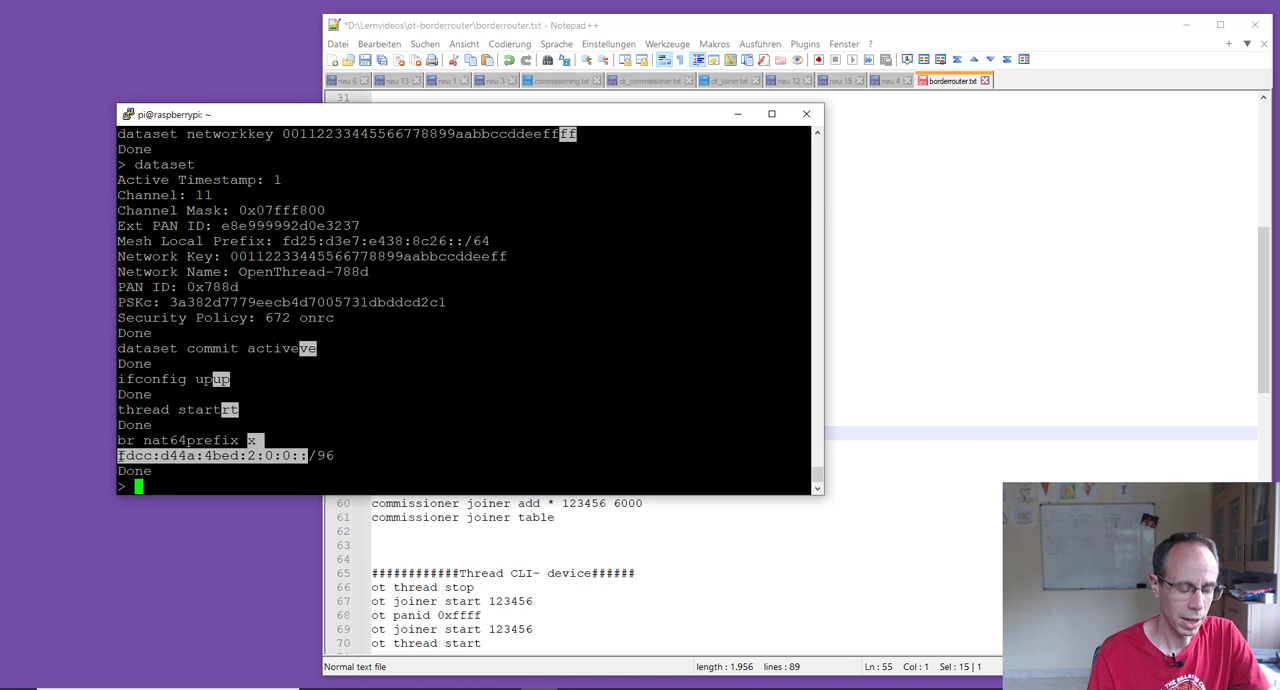 *D:\Lernvideos\ot-borderrouter\borderrouter.txt - Notepad++
Datei Bearbeiten Suchen Ansicht Codierung Sprache Einstellungen Werkzeuge Makros Ausführen Plugins Fenster ?
neu 6 neu 13 neu 1 neu 3 commissioning.txt cli_commissioner.txt cli_joiner.txt neu 12 neu 15 neu 4 borderrouter.txt
31
pi@raspberrypi: ~
dataset networkkey 00112233445566778899aabbccddeeffff
Done
> dataset
Active Timestamp: 1
Channel: 11
Channel Mask: 0x07fff800
Ext PAN ID: e8e999992d0e3237
Mesh Local Prefix: fd25:d3e7:e438:8c26::/64
Network Key: 00112233445566778899aabbccddeeff
Network Name: OpenThread-788d
PAN ID: 0x788d
PSKc: 3a382d7779eecb4d7005731dbddcd2c1
Security Policy: 672 onrc
Done
dataset commit activeve
Done
ifconfig upup
Done
thread startrt
Done
br nat64prefix x
fdcc:d44a:4bed:2:0:0::/96
Done
>
60 commissioner joiner add * 123456 6000
61 commissioner joiner table
62
63
64
65 ############Thread CLI- device######
66 ot thread stop
67 ot joiner start 123456
68 ot panid 0xffff
69 ot joiner start 123456
70 ot thread start
Normal text file length : 1.956 lines : 89 Ln : 55 Col : 1 Sel : 15 | 1